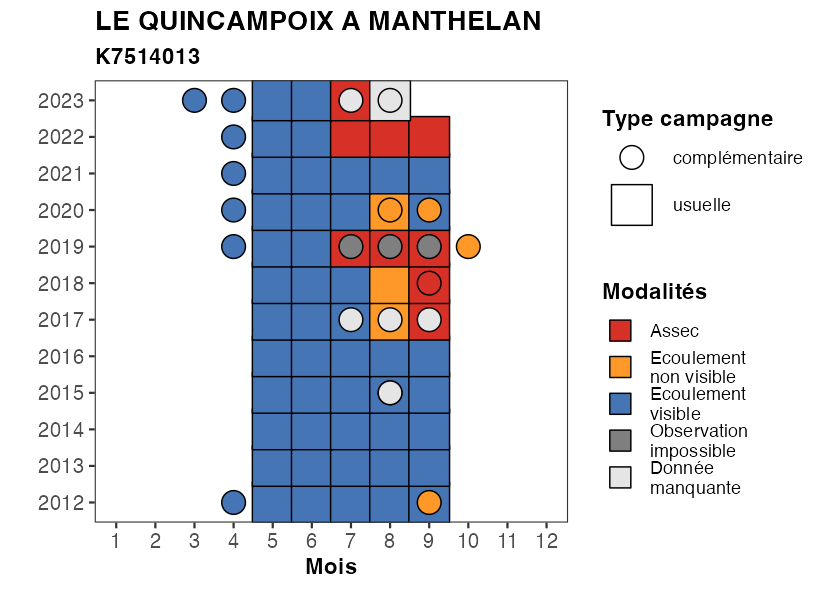 LE QUINCAMPOIX A MANTHELAN
K7514013
2023
2022
2021
2020
2019
2018
2017
2016
2015
2014
2013
2012
1 2 3 4 5 6 7 8 9 10 11 12
Mois
Type campagne
complémentaire
usuelle
Modalités
Assec
Ecoulement
non visible
Ecoulement
visible
Observation
impossible
Donnée
manquante